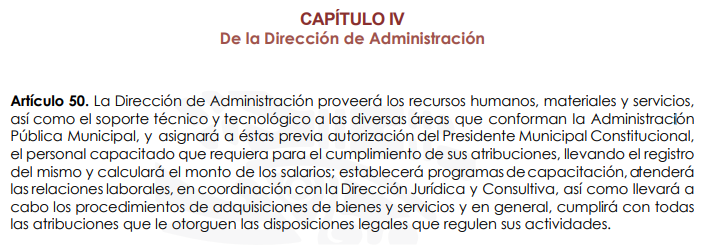 CAPÍTULO IV
De la Dirección de Administración
Artículo 50. La Dirección de Administración proveerá los recursos humanos, materiales y servicios,
así como el soporte técnico y tecnológico a las diversas áreas que conforman la Administración
Pública Municipal, y asignará a éstas previa autorización del Presidente Municipal Constitucional,
el personal capacitado que requiera para el cumplimiento de sus atribuciones, llevando el registro
del mismo y calculará el monto de los salarios; establecerá programas de capacitación, atenderá
las relaciones laborales, en coordinación con la Dirección Jurídica y Consultiva, así como llevará a
cabo los procedimientos de adquisiciones de bienes y servicios y en general, cumplirá con todas
las atribuciones que le otorguen las disposiciones legales que regulen sus actividades.